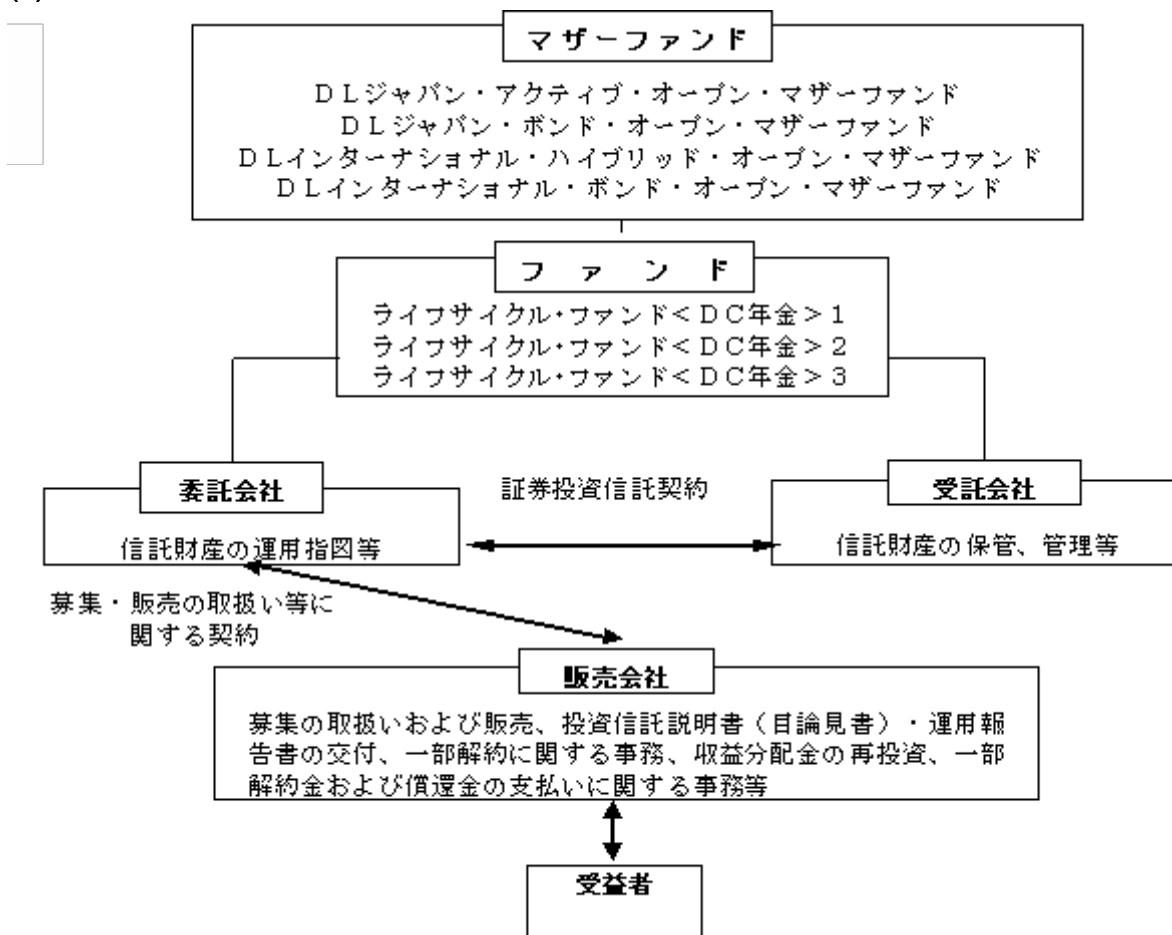 マザーファンド
ＤＬジャパン・アクティブ・オープン・マザーファンド
ＤＬジャパン・ボンド・オープン・マザーファンド
ＤＬインターナショナル・ハイブリッド・オープン・マザーファンド
ＤＬインターナショナル・ボンド・オープン・マザーファンド
ファンド
ライフサイクル・ファンド＜ＤＣ年金＞１
ライフサイクル・ファンド＜ＤＣ年金＞２
ライフサイクル・ファンド＜ＤＣ年金＞３
委託会社
信託財産の運用指図等
証券投資信託契約
受託会社
信託財産の保管、管理等
募集・販売の取扱い等に
関する契約
販売会社
募集の取扱いおよび販売、投資信託説明書（目論見書）・運用報
告書の交付、一部解約に関する事務、収益分配金の再投資、一部
解約金および償還金の支払いに関する事務等
受益者